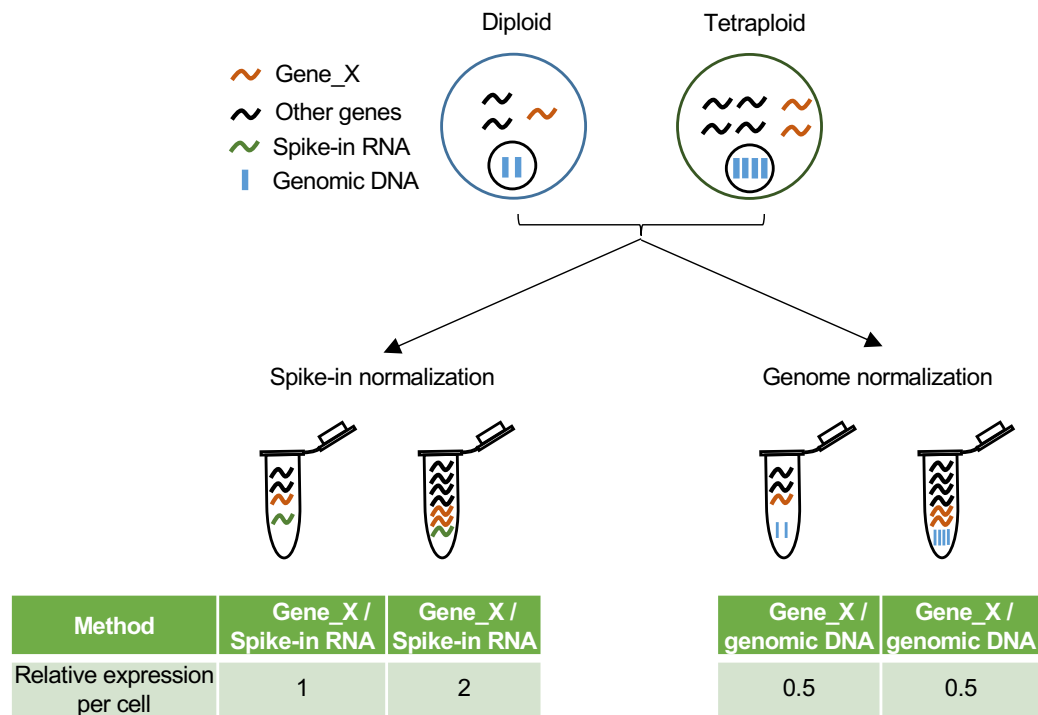 Diploid
Tetraploid
Gene_X
Other genes
Spike-in RNA
Genomic DNA
Spike-in normalization
Genome normalization
Method
Gene_X /
Spike-in RNA
Gene_X /
Spike-in RNA
Relative expression
per cell
1
2
Gene_X /
genomic DNA
Gene_X /
genomic DNA
0.5
0.5